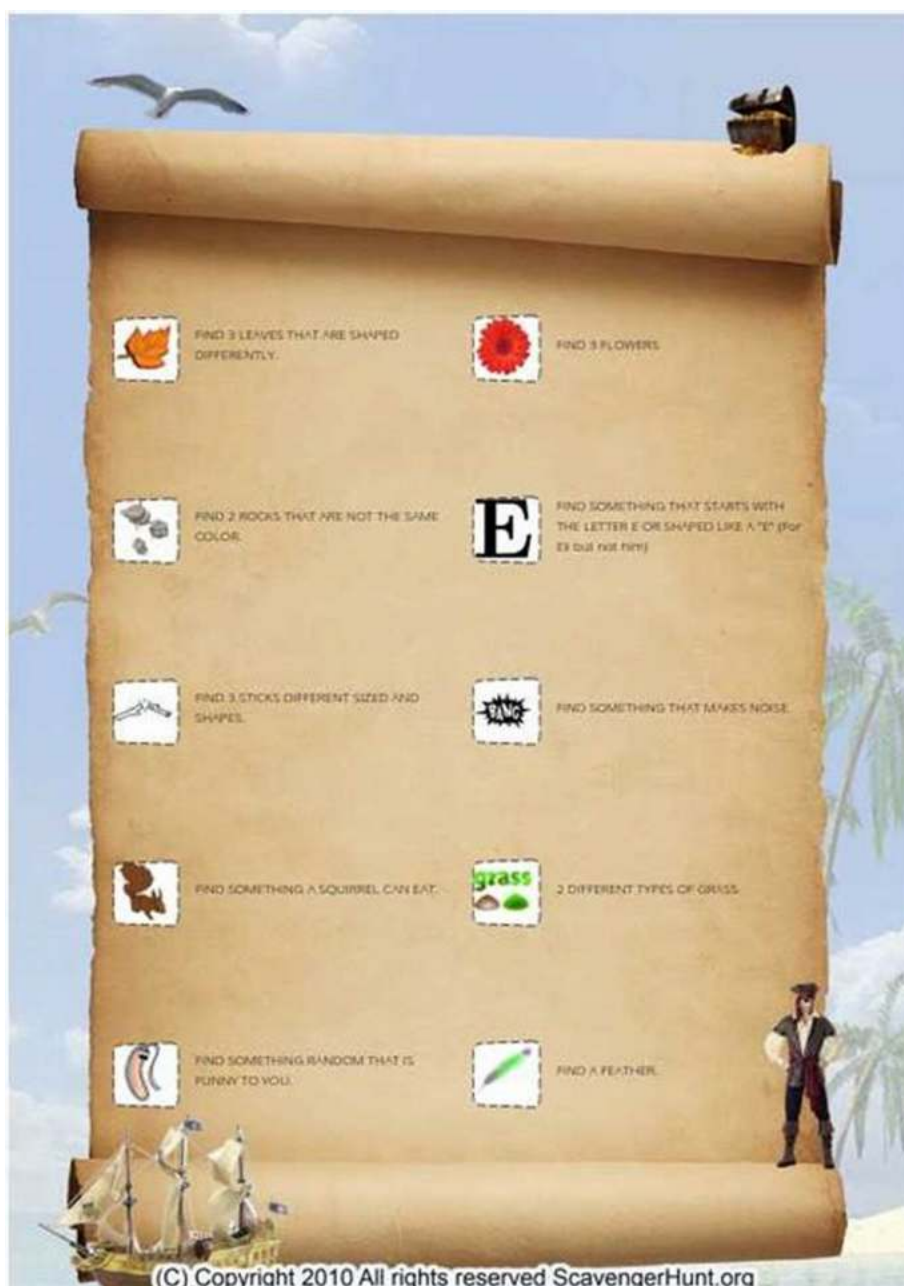 FIND 3 LEAVES THAT ARE SHAPED
DIFFERENTLY.
FIND 3 FLOWERS
FIND 2 ROCKS THAT ARE NOT THE SAME
COLOR.
E
FIND SOMETHING THAT STARTS WITH
THE LETTER E OR SHAPED LIKE A "E" (For
Eli but not him)
FIND 3 STICKS DIFFERENT SIZED AND
SHAPES.
BANG
FIND SOMETHING THAT MAKES NOISE.
FIND SOMETHING A SQUIRREL CAN EAT.
grass
2 DIFFERENT TYPES OF GRASS
FIND SOMETHING RANDOM THAT IS
FUNNY TO YOU.
FIND A FEATHER.
(C) Copyright 2010 All rights reserved ScavengerHunt.org